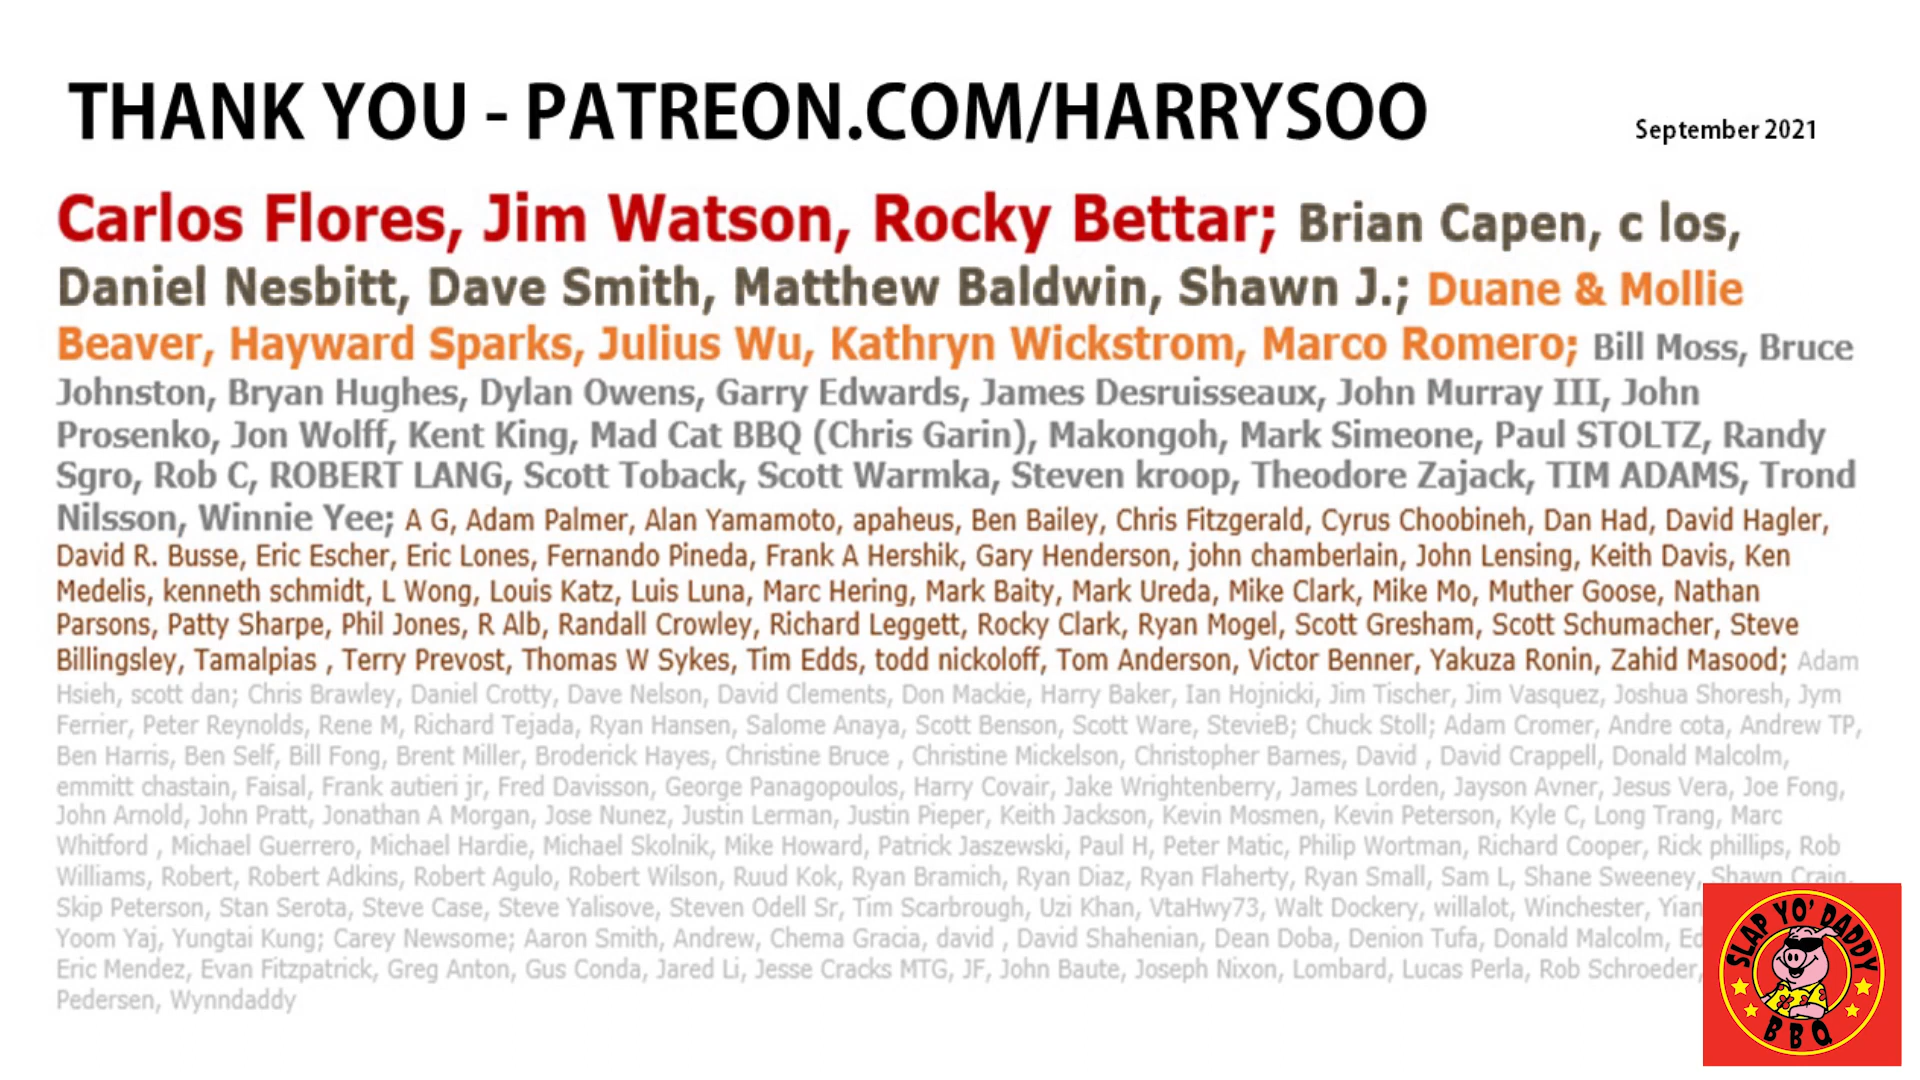 THANK YOU - PATREON.COM/HARRYSOO
September 2021
Carlos Flores, Jim Watson, Rocky Bettar; Brian Capen, c los,
Daniel Nesbitt, Dave Smith, Matthew Baldwin, Shawn J.; Duane & Mollie
Beaver, Hayward Sparks, Julius Wu, Kathryn Wickstrom, Marco Romero; Bill Moss, Bruce
Johnston, Bryan Hughes, Dylan Owens, Garry Edwards, James Desruisseaux, John Murray III, John
Prosenko, Jon Wolff, Kent King, Mad Cat BBQ (Chris Garin), Makongoh, Mark Simeone, Paul STOLTZ, Randy
Sgro, Rob C, ROBERT LANG, Scott Toback, Scott Warmka, Steven kroop, Theodore Zajack, TIM ADAMS, Trond
Nilsson, Winnie Yee; A G, Adam Palmer, Alan Yamamoto, apaheus, Ben Bailey, Chris Fitzgerald, Cyrus Choobineh, Dan Had, David Hagler,
David R. Busse, Eric Escher, Eric Lones, Fernando Pineda, Frank A Hershik, Gary Henderson, john chamberlain, John Lensing, Keith Davis, Ken
Medelis, kenneth schmidt, L Wong, Louis Katz, Luis Luna, Marc Hering, Mark Baity, Mark Ureda, Mike Clark, Mike Mo, Muther Goose, Nathan
Parsons, Patty Sharpe, Phil Jones, R Alb, Randall Crowley, Richard Leggett, Rocky Clark, Ryan Mogel, Scott Gresham, Scott Schumacher, Steve
Billingsley, Tamalpias , Terry Prevost, Thomas W Sykes, Tim Edds, todd nickoloff, Tom Anderson, Victor Benner, Yakuza Ronin, Zahid Masood; Adam
Hsieh, scott dan; Chris Brawley, Daniel Crotty, Dave Nelson, David Clements, Don Mackie, Harry Baker, Ian Hojnicki, Jim Tischer, Jim Vasquez, Joshua Shoresh, Jym
Ferrier, Peter Reynolds, Rene M, Richard Tejada, Ryan Hansen, Salome Anaya, Scott Benson, Scott Ware, StevieB; Chuck Stoll; Adam Cromer, Andre cota, Andrew TP,
Ben Harris, Ben Self, Bill Fong, Brent Miller, Broderick Hayes, Christine Bruce , Christine Mickelson, Christopher Barnes, David , David Crappell, Donald Malcolm,
emmitt chastain, Faisal, Frank autieri jr, Fred Davisson, George Panagopoulos, Harry Covair, Jake Wrightenberry, James Lorden, Jayson Avner, Jesus Vera, Joe Fong,
John Arnold, John Pratt, Jonathan A Morgan, Jose Nunez, Justin Lerman, Justin Pieper, Keith Jackson, Kevin Mosmen, Kevin Peterson, Kyle C, Long Trang, Marc
Whitford , Michael Guerrero, Michael Hardie, Michael Skolnik, Mike Howard, Patrick Jaszewski, Paul H, Peter Matic, Philip Wortman, Richard Cooper, Rick phillips, Rob
Williams, Robert, Robert Adkins, Robert Agulo, Robert Wilson, Ruud Kok, Ryan Bramich, Ryan Diaz, Ryan Flaherty, Ryan Small, Sam L, Shane Sweeney, Shawn Craig,
Skip Peterson, Stan Serota, Steve Case, Steve Yalisove, Steven Odell Sr, Tim Scarbrough, Uzi Khan, VtaHwy73, Walt Dockery, willalot, Winchester, Yian
Yoom Yaj, Yungtai Kung; Carey Newsome; Aaron Smith, Andrew, Chema Gracia, david , David Shahenian, Dean Doba, Denion Tufa, Donald Malcolm, Ed
Eric Mendez, Evan Fitzpatrick, Greg Anton, Gus Conda, Jared Li, Jesse Cracks MTG, JF, John Baute, Joseph Nixon, Lombard, Lucas Perla, Rob Schroeder,
Pedersen, Wynndaddy
SLAP YO' DADDY
BBQ